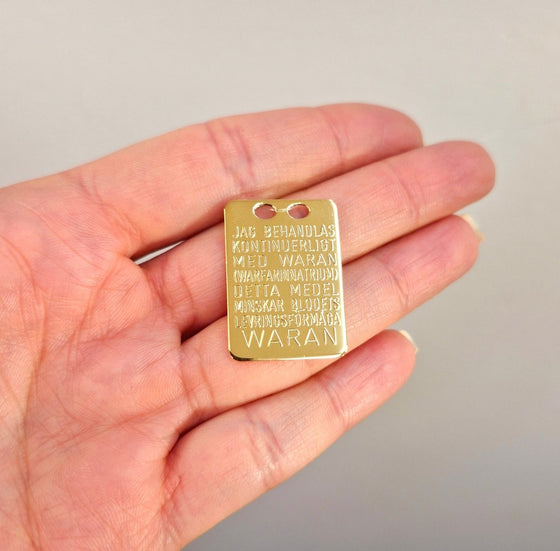 JAG BEHANDLAS
KONTINUERLIGT
MED WARAN
(WARFARINNATRIUM)
DETTA MEDEL
MINSKAR BLODETS
LEVRINGSFÖRMÅGA
WARAN